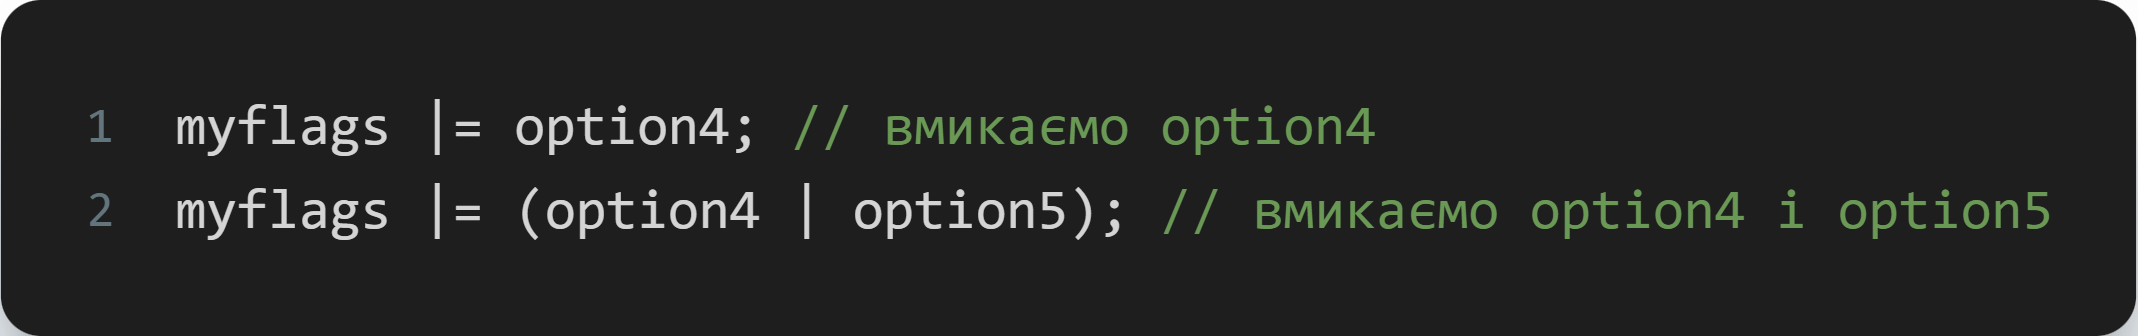 1 myflags |= option4; // вмикаємо option4
2 myflags |= (option4 | option5); // вмикаємо option4 і option5